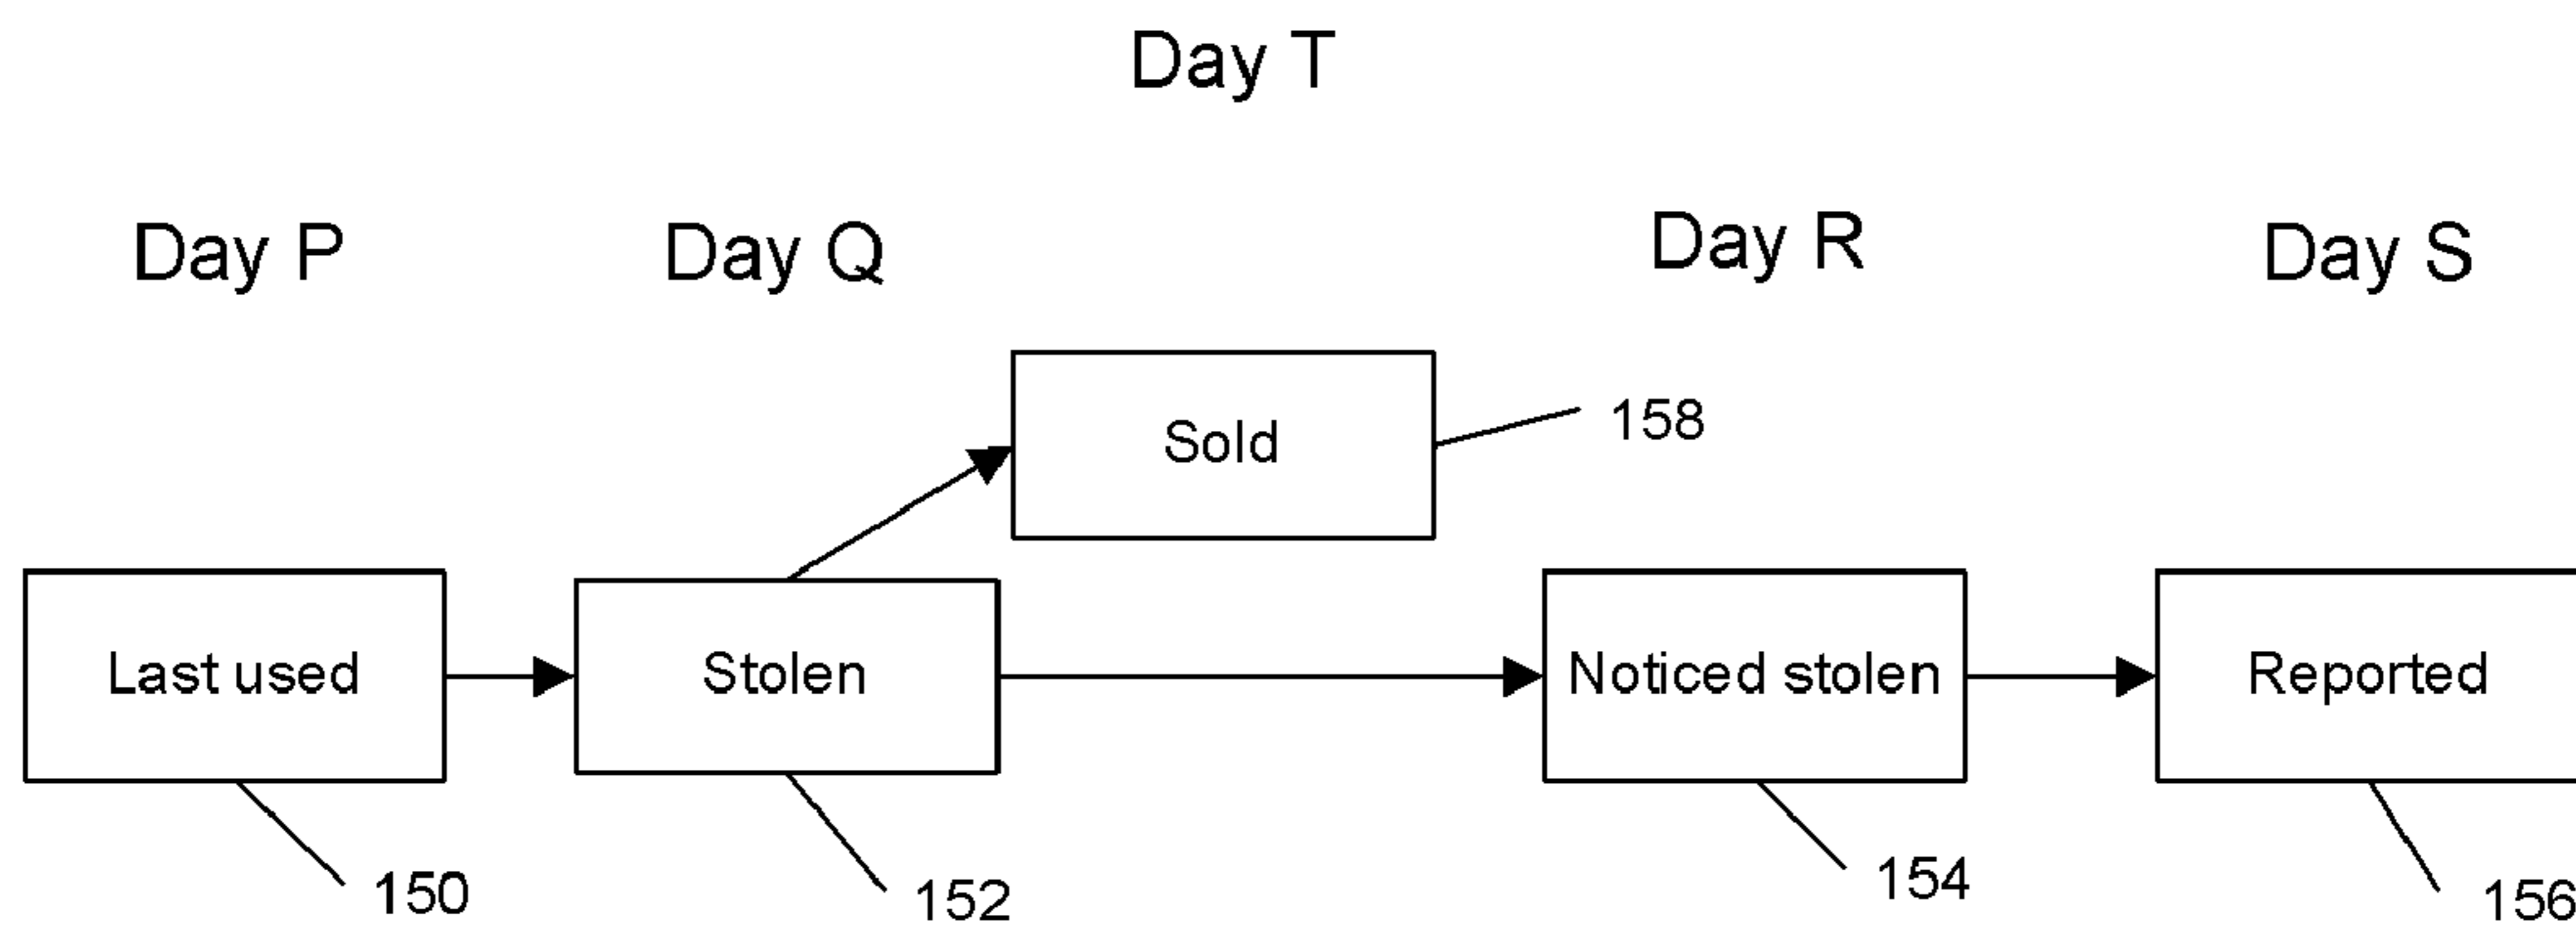 Day T
Day P
Day Q
Day R
Day S
Sold
158
Last used
Stolen
Noticed stolen
Reported
150
152
154
156